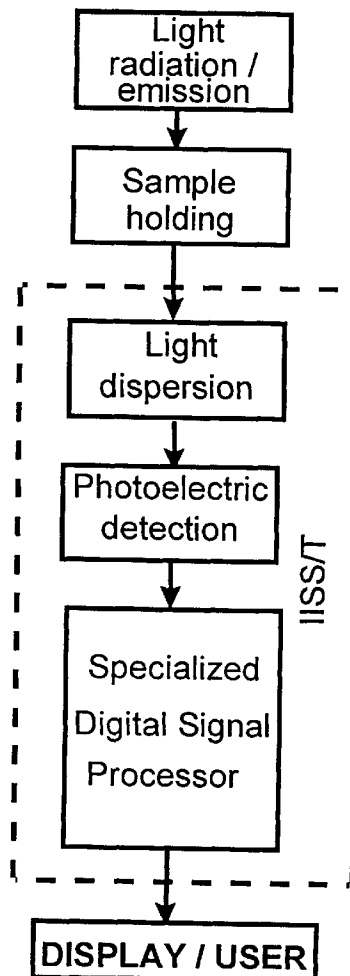 Light
radiation /
emission
Sample
holding
Light
dispersion
Photoelectric
detection
IISS/T
Specialized
Digital Signal
Processor
DISPLAY / USER